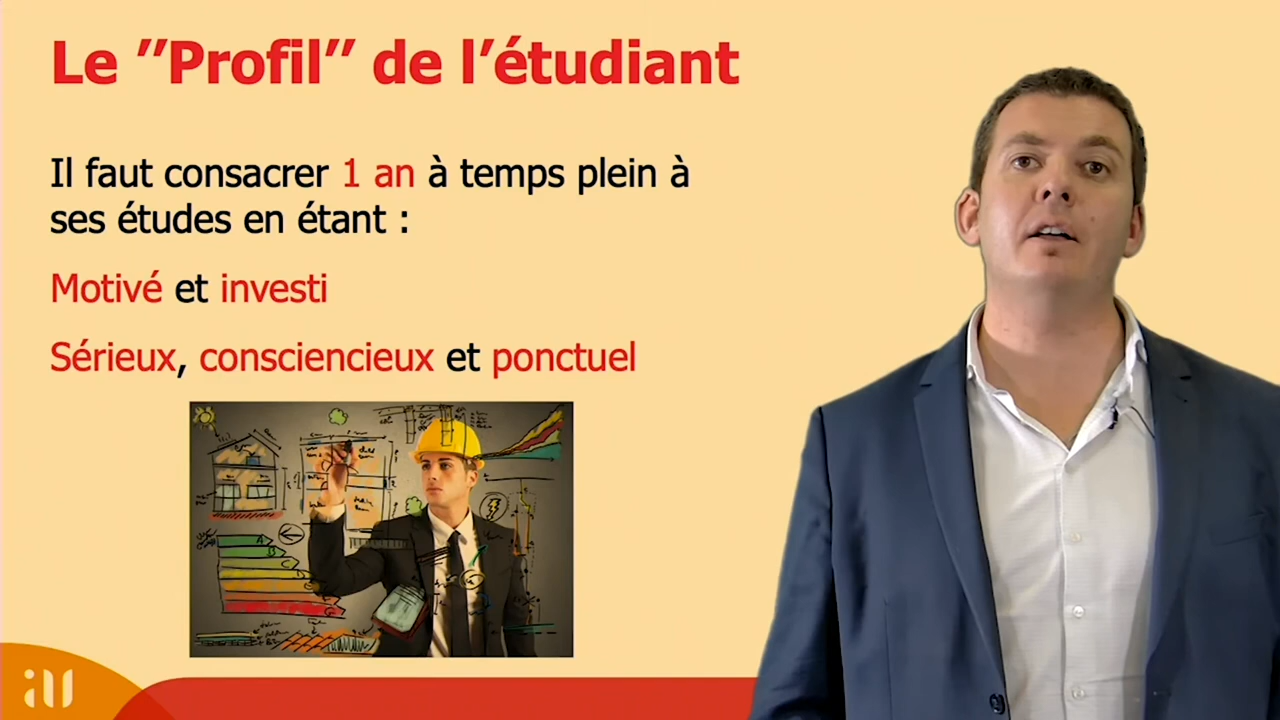 Le ”Profil” de l’étudiant
Il faut consacrer 1 an à temps plein à
ses études en étant :
Motivé et investi
Sérieux, consciencieux et ponctuel
A
B